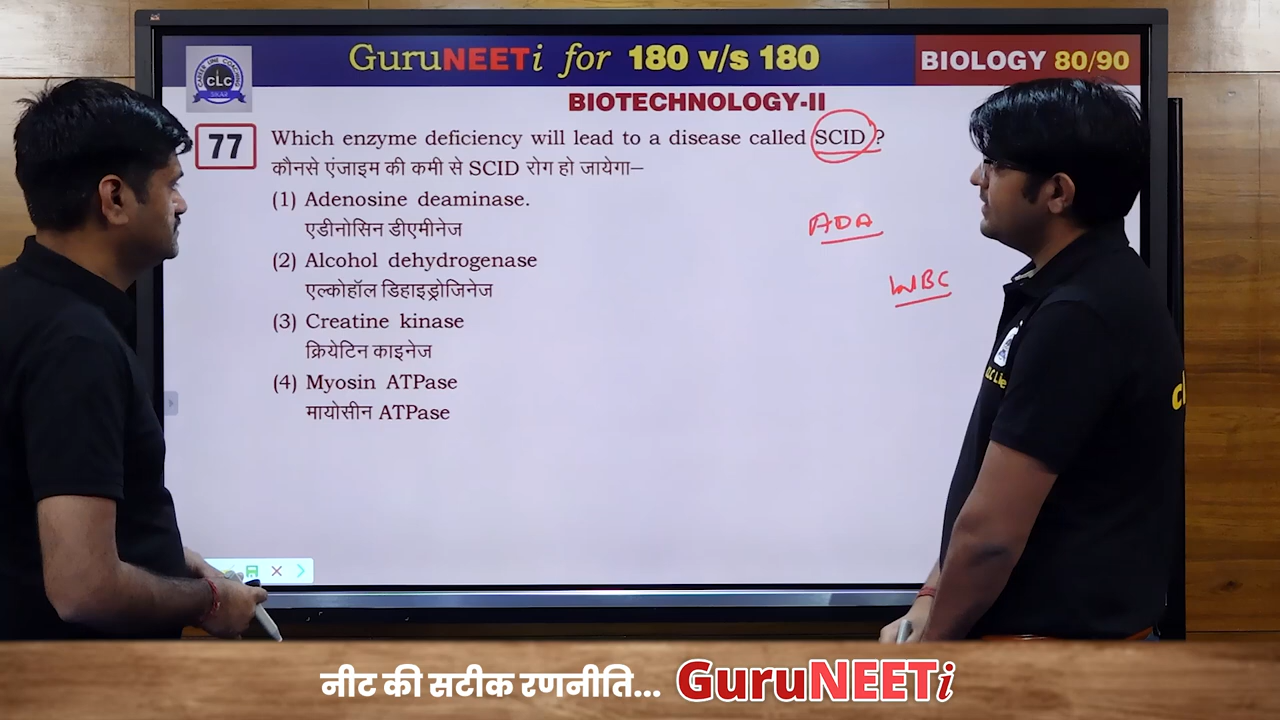 GuruNEETi for 180 v/s 180
BIOLOGY 80/90
CLC
BIOTECHNOLOGY-II
77
Which enzyme deficiency will lead to a disease called SCID ?
कौनसे एंजाइम की कमी से SCID रोग हो जायेगा–
(1) Adenosine deaminase.
एडीनोसिन डीएमीनेज
ADA
(2) Alcohol dehydrogenase
एल्कोहॉल डिहाइड्रोजिनेज
WBC
(3) Creatine kinase
क्रियेटिन काइनेज
(4) Myosin ATPase
मायोसीन ATPase
नीट की सटीक रणनीति... GuruNEETi